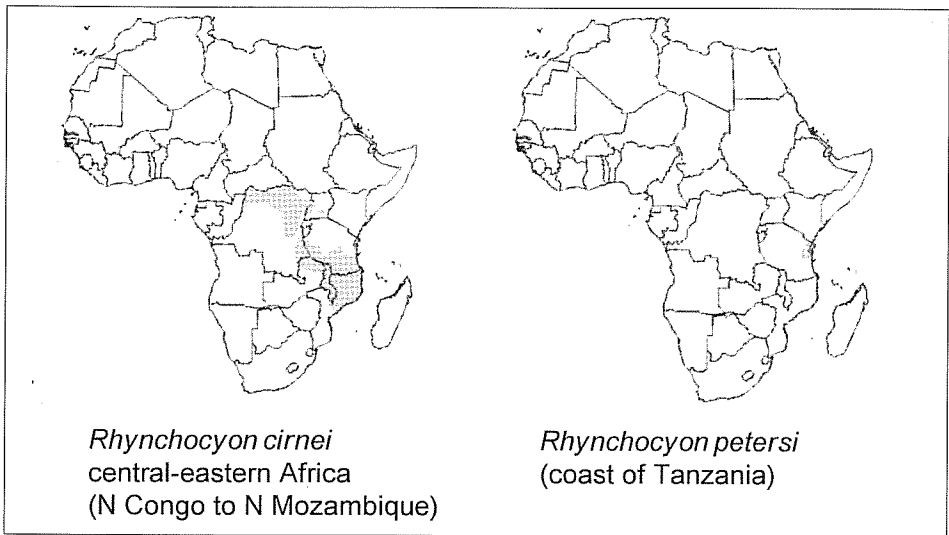 Rhynchocyon cirnei
central-eastern Africa
(N Congo to N Mozambique)
Rhynchocyon petersi
(coast of Tanzania)